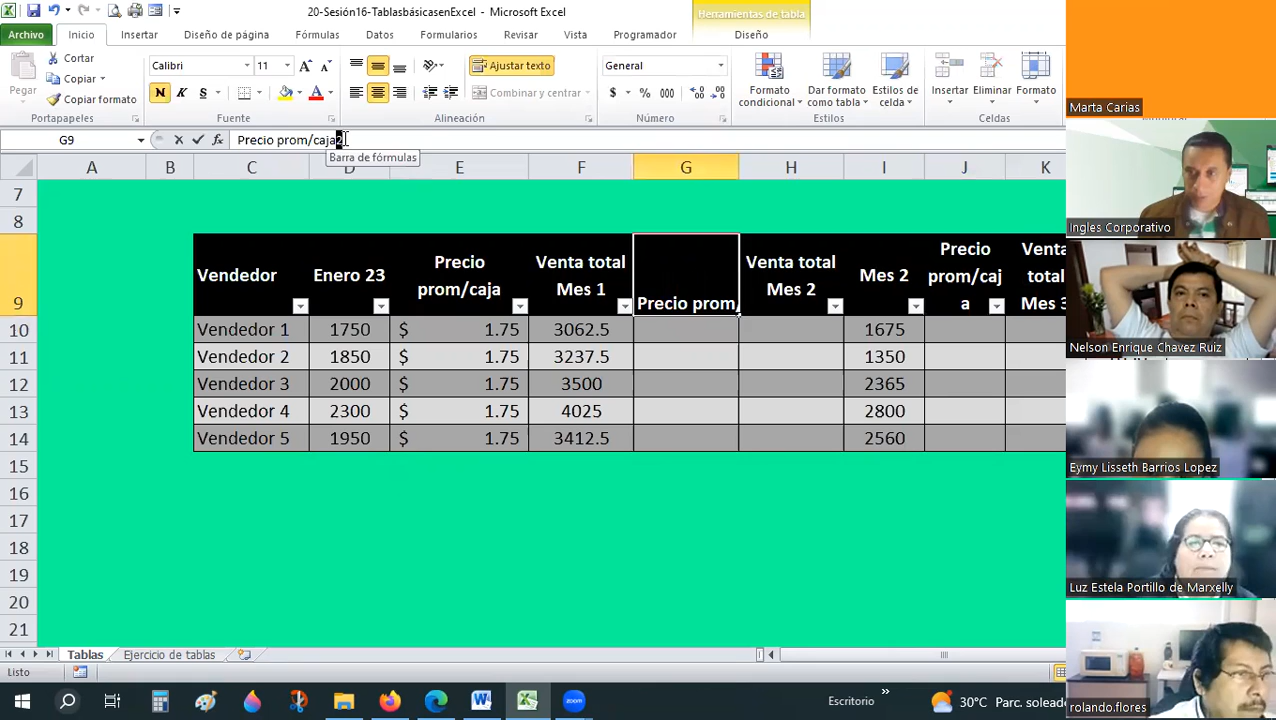 20-Sesión16-TablasbásicasenExcel - Microsoft Excel
Herramientas de tabla
Archivo Inicio Insertar Diseño de página Fórmulas Datos Formularios Revisar Vista Programador Diseño
Pegar
Cortar
Copiar
Copiar formato
Portapapeles
Calibri 11
N K S
Fuente
Ajustar texto
Combinar y centrar
Alineación
General
$ % 000
Número
Formato condicional
Dar formato como tabla
Estilos de celda
Estilos
Insertar Eliminar Formato
Celdas
G9 fx Precio prom/caja2
Barra de fórmulas
A B C D E F G H I J K
7
8
9 Vendedor Enero 23 Precio prom/caja Venta total Mes 1 Precio prom/ Venta total Mes 2 Mes 2 Precio prom/caja Venta total Mes 3
10 Vendedor 1 1750 $ 1.75 3062.5 1675
11 Vendedor 2 1850 $ 1.75 3237.5 1350
12 Vendedor 3 2000 $ 1.75 3500 2365
13 Vendedor 4 2300 $ 1.75 4025 2800
14 Vendedor 5 1950 $ 1.75 3412.5 2560
15
16
17
18
19
20
21
Tablas Ejercicio de tablas
Listo
Escritorio
30°C Parc. soleado
Marta Carias
Ingles Corporativo
Nelson Enrique Chavez Ruiz
Eymy Lisseth Barrios Lopez
Luz Estela Portillo de Marxelly
rolando.flores